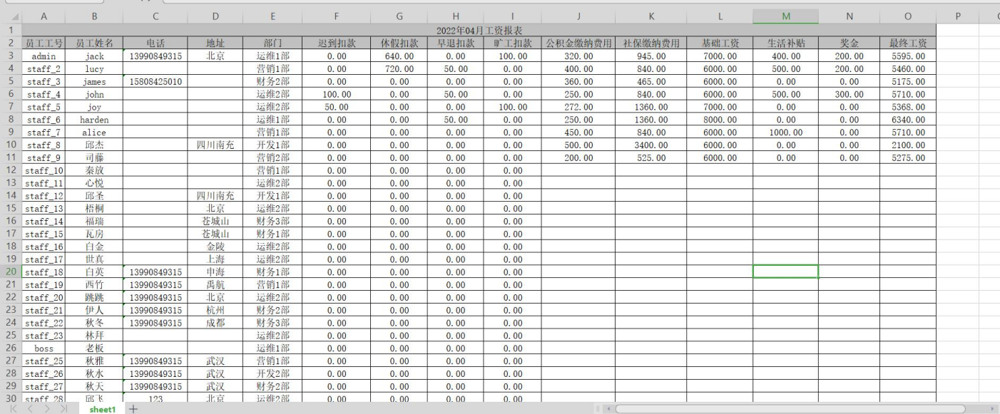 A B C D E F G H I J K L M N O P
1 2022年04月工资报表
2 员工工号 员工姓名 电话 地址 部门 迟到扣款 休假扣款 早退扣款 旷工扣款 公积金缴纳费用 社保缴纳费用 基础工资 生活补贴 奖金 最终工资
3 admin jack 13990849315 北京 运维1部 0.00 640.00 0.00 100.00 320.00 945.00 7000.00 400.00 200.00 5595.00
4 staff_2 lucy 营销1部 0.00 720.00 50.00 0.00 400.00 840.00 6000.00 500.00 200.00 5460.00
5 staff_3 james 15808425010 财务2部 0.00 0.00 0.00 0.00 360.00 465.00 6000.00 0.00 0.00 5175.00
6 staff_4 john 运维2部 100.00 0.00 50.00 0.00 250.00 840.00 6000.00 500.00 300.00 5710.00
7 staff_5 joy 运维2部 50.00 0.00 0.00 100.00 272.00 1360.00 7000.00 0.00 0.00 5368.00
8 staff_6 harden 运维1部 0.00 0.00 50.00 0.00 250.00 1360.00 8000.00 0.00 0.00 6340.00
9 staff_7 alice 营销1部 0.00 0.00 0.00 0.00 450.00 840.00 6000.00 1000.00 0.00 5710.00
10 staff_8 邱杰 四川南充 开发1部 0.00 0.00 0.00 0.00 500.00 3400.00 6000.00 0.00 0.00 2100.00
11 staff_9 司藤 营销2部 0.00 0.00 0.00 0.00 200.00 525.00 6000.00 0.00 0.00 5275.00
12 staff_10 秦放 营销1部 0.00 0.00 0.00 0.00
13 staff_11 心悦 运维2部 0.00 0.00 0.00 0.00
14 staff_12 邱圣 四川南充 开发1部 0.00 0.00 0.00 0.00
15 staff_13 梧桐 北京 运维2部 0.00 0.00 0.00 0.00
16 staff_14 福瑞 苍城山 财务3部 0.00 0.00 0.00 0.00
17 staff_15 瓦房 苍城山 财务1部 0.00 0.00 0.00 0.00
18 staff_16 白金 金陵 运维2部 0.00 0.00 0.00 0.00
19 staff_17 世真 上海 运维2部 0.00 0.00 0.00 0.00
20 staff_18 白英 13990849315 申海 财务1部 0.00 0.00 0.00 0.00
21 staff_19 西竹 13990849315 禹航 营销1部 0.00 0.00 0.00 0.00
22 staff_20 跳跳 13990849315 北京 运维2部 0.00 0.00 0.00 0.00
23 staff_21 伊人 13990849315 杭州 财务2部 0.00 0.00 0.00 0.00
24 staff_22 秋冬 13990849315 成都 财务3部 0.00 0.00 0.00 0.00
25 staff_23 林拜 运维2部 0.00 0.00 0.00 0.00
26 boss 老板 运维1部 0.00 0.00 0.00 0.00
27 staff_25 秋雅 13990849315 武汉 营销1部 0.00 0.00 0.00 0.00
28 staff_26 秋水 13990849315 武汉 开发2部 0.00 0.00 0.00 0.00
29 staff_27 秋天 13990849315 武汉 财务2部 0.00 0.00 0.00 0.00
30 staff_28 邱飞 123 北京 运维2部 0.00 0.00 0.00 0.00
sheet1